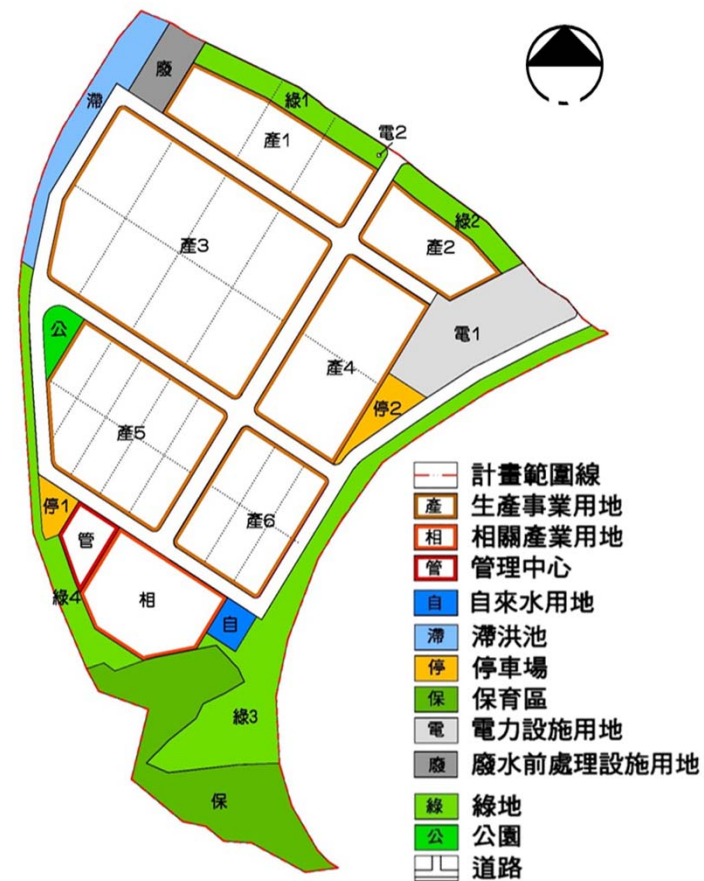 廢
滯
綠1
產1
電2
綠2
產2
產3
電1
公
產4
停2
產5
停1
產6
管
綠4
相
自
綠3
保
計畫範圍線
產 生產事業用地
相 相關產業用地
管 管理中心
自 自來水用地
滯 滯洪池
停 停車場
保 保育區
電 電力設施用地
廢 廢水前處理設施用地
綠 綠地
公 公園
道路